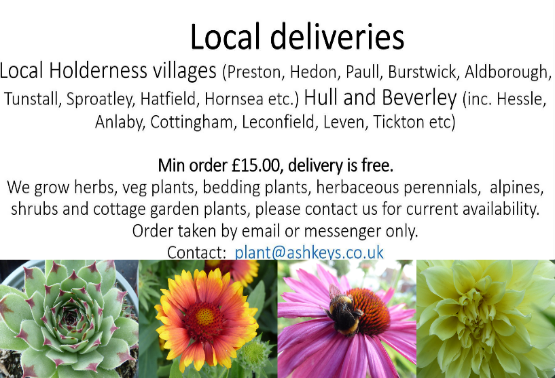 Local deliveries
Local Holderness villages (Preston, Hedon, Paull, Burstwick, Aldborough,
Tunstall, Sproatley, Hatfield, Hornsea etc.) Hull and Beverley (inc. Hessle,
Anlaby, Cottingham, Leconfield, Leven, Tickton etc)
Min order £15.00, delivery is free.
We grow herbs, veg plants, bedding plants, herbaceous perennials, alpines,
shrubs and cottage garden plants, please contact us for current availability.
Order taken by email or messenger only.
Contact: plant@ashkeys.co.uk